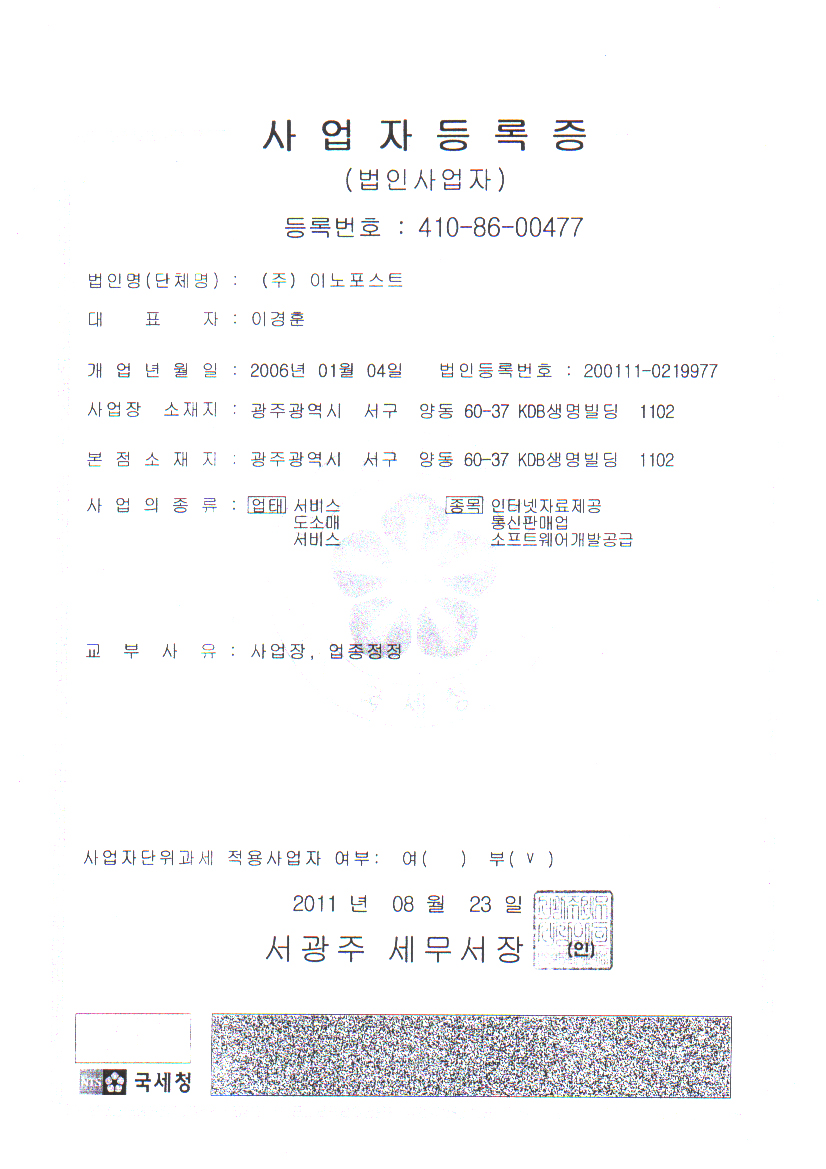 사 업 자 등 록 증
(법인사업자)
등록번호 : 410-86-00477
법인명(단체명) : (주) 이노포스트
대 표 자 : 이경훈
개 업 년 월 일 : 2006년 01월 04일 법인등록번호 : 200111-0219977
사업장 소재지 : 광주광역시 서구 양동 60-37 KDB생명빌딩 1102
본 점 소 재 지 : 광주광역시 서구 양동 60-37 KDB생명빌딩 1102
사 업 의 종 류 : 업태 서비스 종목 인터넷자료제공
도소매 통신판매업
서비스 소프트웨어개발공급
교 부 사 유 : 사업장, 업종정정
사업자단위과세 적용사업자 여부: 여( ) 부( v )
2011 년 08 월 23 일
서광주 세무서장 (인)
국세청